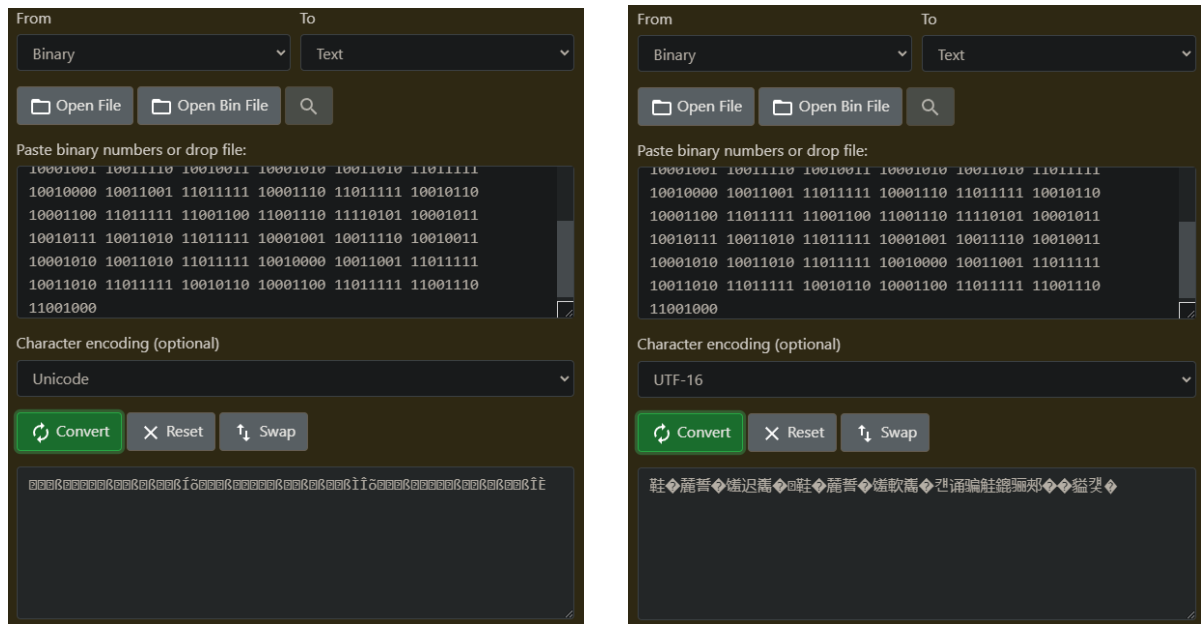 From To
Binary Text
Open File Open Bin File
Paste binary numbers or drop file:
10001001 10011110 10010011 10001010 10011010 11011111
10010000 10011001 11011111 10001110 11011111 10010110
10001100 11011111 11001100 11001110 11110101 10001011
10010111 10011010 11011111 10001001 10011110 10010011
10001010 10011010 11011111 10010000 10011001 11011111
10011010 11011111 10010110 10001100 11011111 11001110
11001000
Character encoding (optional)
Unicode
Convert Reset Swap
From To
Binary Text
Open File Open Bin File
Paste binary numbers or drop file:
10001001 10011110 10010011 10001010 10011010 11011111
10010000 10011001 11011111 10001110 11011111 10010110
10001100 11011111 11001100 11001110 11110101 10001011
10010111 10011010 11011111 10001001 10011110 10010011
10001010 10011010 11011111 10010000 10011001 11011111
10011010 11011111 10010110 10001100 11011111 11001110
11001000
Character encoding (optional)
UTF-16
Convert Reset Swap